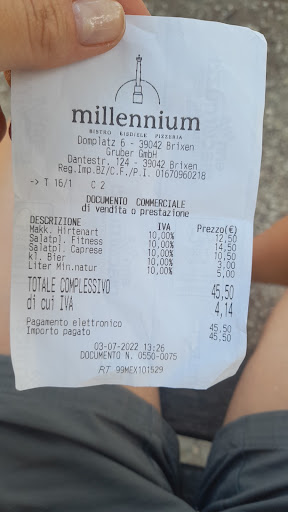 millennium
BISTRO EISDIELE PIZZERIA
Domplatz 6 - 39042 Brixen
Gruber GmbH
Dantestr. 124 - 39042 Brixen
Reg.Imp.BZ/C.F./P.I. 01670960218
-> T 16/1 C 2
DOCUMENTO COMMERCIALE
di vendita o prestazione
DESCRIZIONE IVA Prezzo(€)
Makk. Hirtenart 10,00% 12,50
Salatpl. Fitness 10,00% 14,50
Salatpl. Caprese 10,00% 10,50
kl. Bier 10,00% 3,00
Liter Min.natur 10,00% 5,00
TOTALE COMPLESSIVO 45,50
di cui IVA 4,14
Pagamento elettronico 45,50
Importo pagato 45,50
03-07-2022 13:26
DOCUMENTO N. 0550-0075
RT 99MEX101529